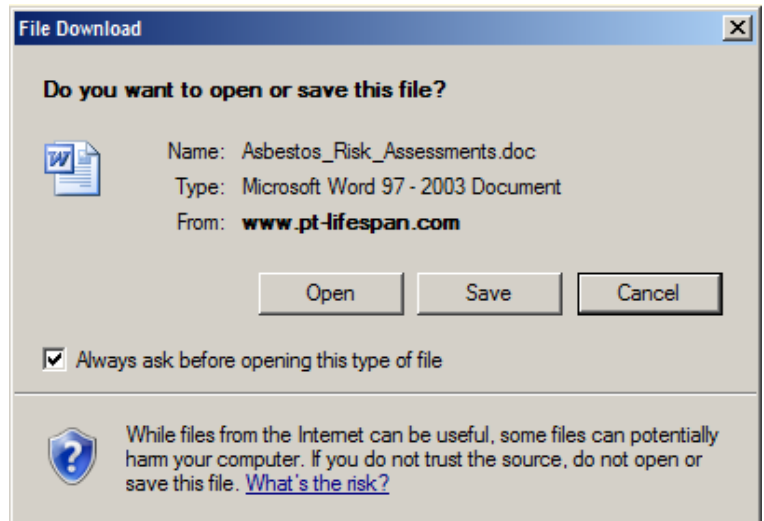 File Download
Do you want to open or save this file?
Name: Asbestos_Risk_Assessments.doc
Type: Microsoft Word 97 - 2003 Document
From: www.pt-lifespan.com
Open Save Cancel
Always ask before opening this type of file
While files from the Internet can be useful, some files can potentially
harm your computer. If you do not trust the source, do not open or
save this file. What's the risk?